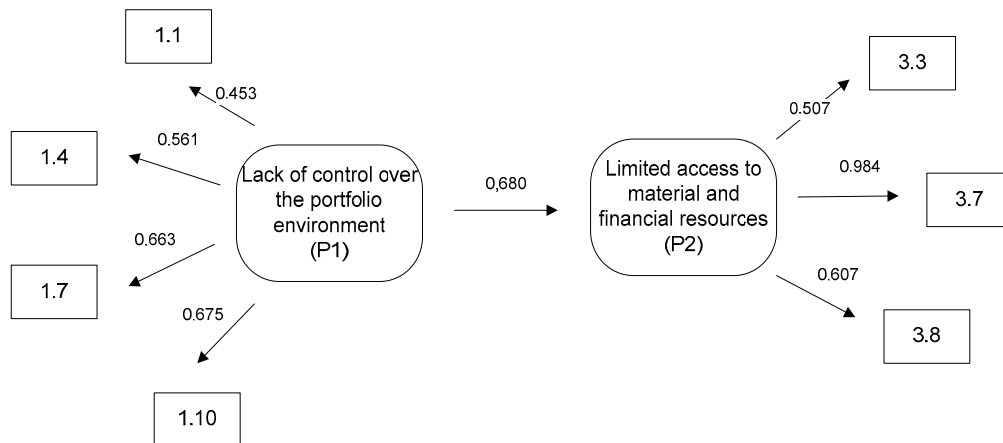 1.1
0.453
1.4
0.561
1.7
0.663
1.10
0.675
Lack of control over
the portfolio
environment
(P1)
0,680
Limited access to
material and
financial resources
(P2)
3.3
0.507
0.984
3.7
0.607
3.8